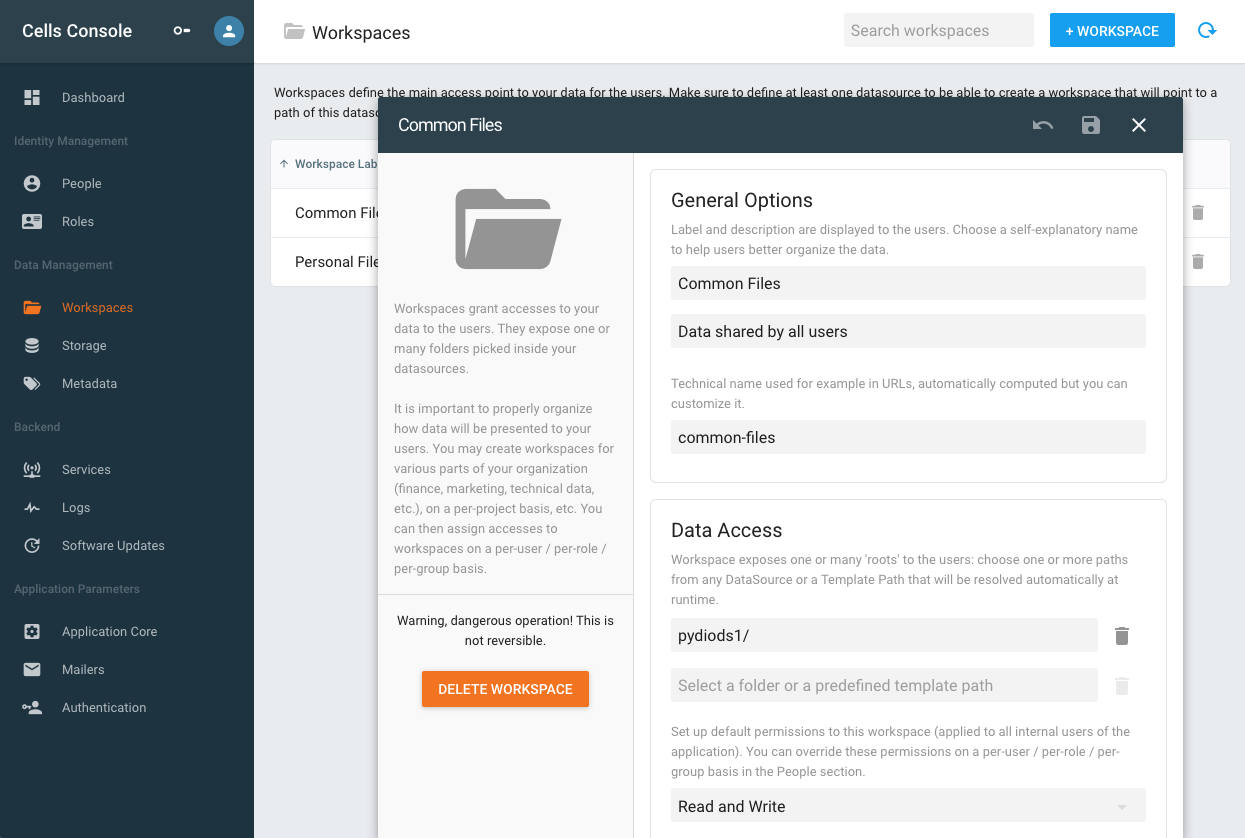 Cells Console
Dashboard
Identity Management
People
Roles
Data Management
Workspaces
Storage
Metadata
Backend
Services
Logs
Software Updates
Application Parameters
Application Core
Mailers
Authentication
Workspaces
Search workspaces
+ WORKSPACE
Workspaces define the main access point to your data for the users. Make sure to define at least one datasource to be able to create a workspace that will point to a
path of this
Workspace
Common
Personal
Common Files
Workspaces grant accesses to your
data to the users. They expose one or
many folders picked inside your
datasources.
It is important to properly organize
how data will be presented to your
users. You may create workspaces for
various parts of your organization
(finance, marketing, technical data,
etc.), on a per-project basis, etc. You
can then assign accesses to
workspaces on a per-user / per-role /
per-group basis.
Warning, dangerous operation! This is
not reversible.
DELETE WORKSPACE
General Options
Label and description are displayed to the users. Choose a self-explanatory name
to help users better organize the data.
Common Files
Data shared by all users
Technical name used for example in URLs, automatically computed but you can
customize it.
common-files
Data Access
Workspace exposes one or many 'roots' to the users: choose one or more paths
from any DataSource or a Template Path that will be resolved automatically at
runtime.
pydiods1/
Select a folder or a predefined template path
Set up default permissions to this workspace (applied to all internal users of the
application). You can override these permissions on a per-user / per-role / per-
group basis in the People section.
Read and Write